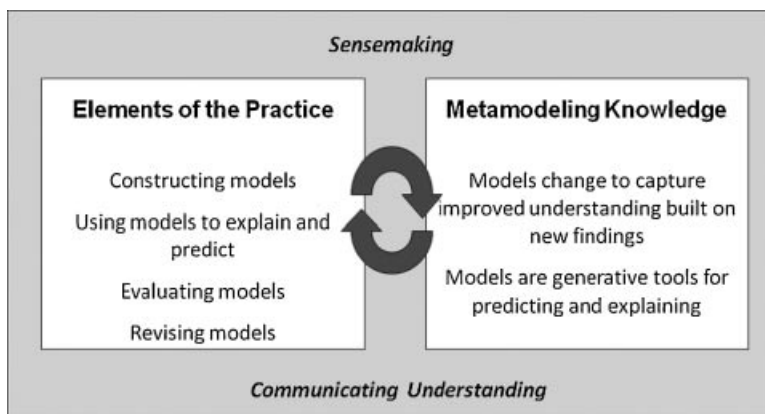 Sensemaking
Elements of the Practice
Constructing models
Using models to explain and
predict
Evaluating models
Revising models
Metamodeling Knowledge
Models change to capture
improved understanding built on
new findings
Models are generative tools for
predicting and explaining
Communicating Understanding